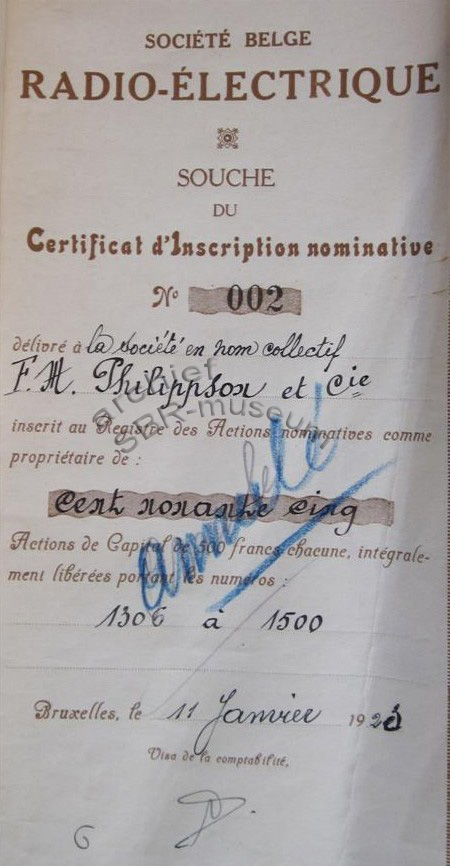 SOCIÉTÉ BELGE
RADIO-ÉLECTRIQUE
SOUCHE
DU
Certificat d'Inscription nominative
No 002
délivré à la société en nom collectif
F. M. Philippson et Cie
inscrit au Registre des Actions nominatives comme
propriétaire de :
cent nonante cinq
Actions de Capital de 500 francs chacune, intégrale-
ment libérées portant les numéros :
1306 à 1500
Bruxelles, le 11 Janvier 192
Visa de la comptabilité,
6
annulé
archief
SBR-museum